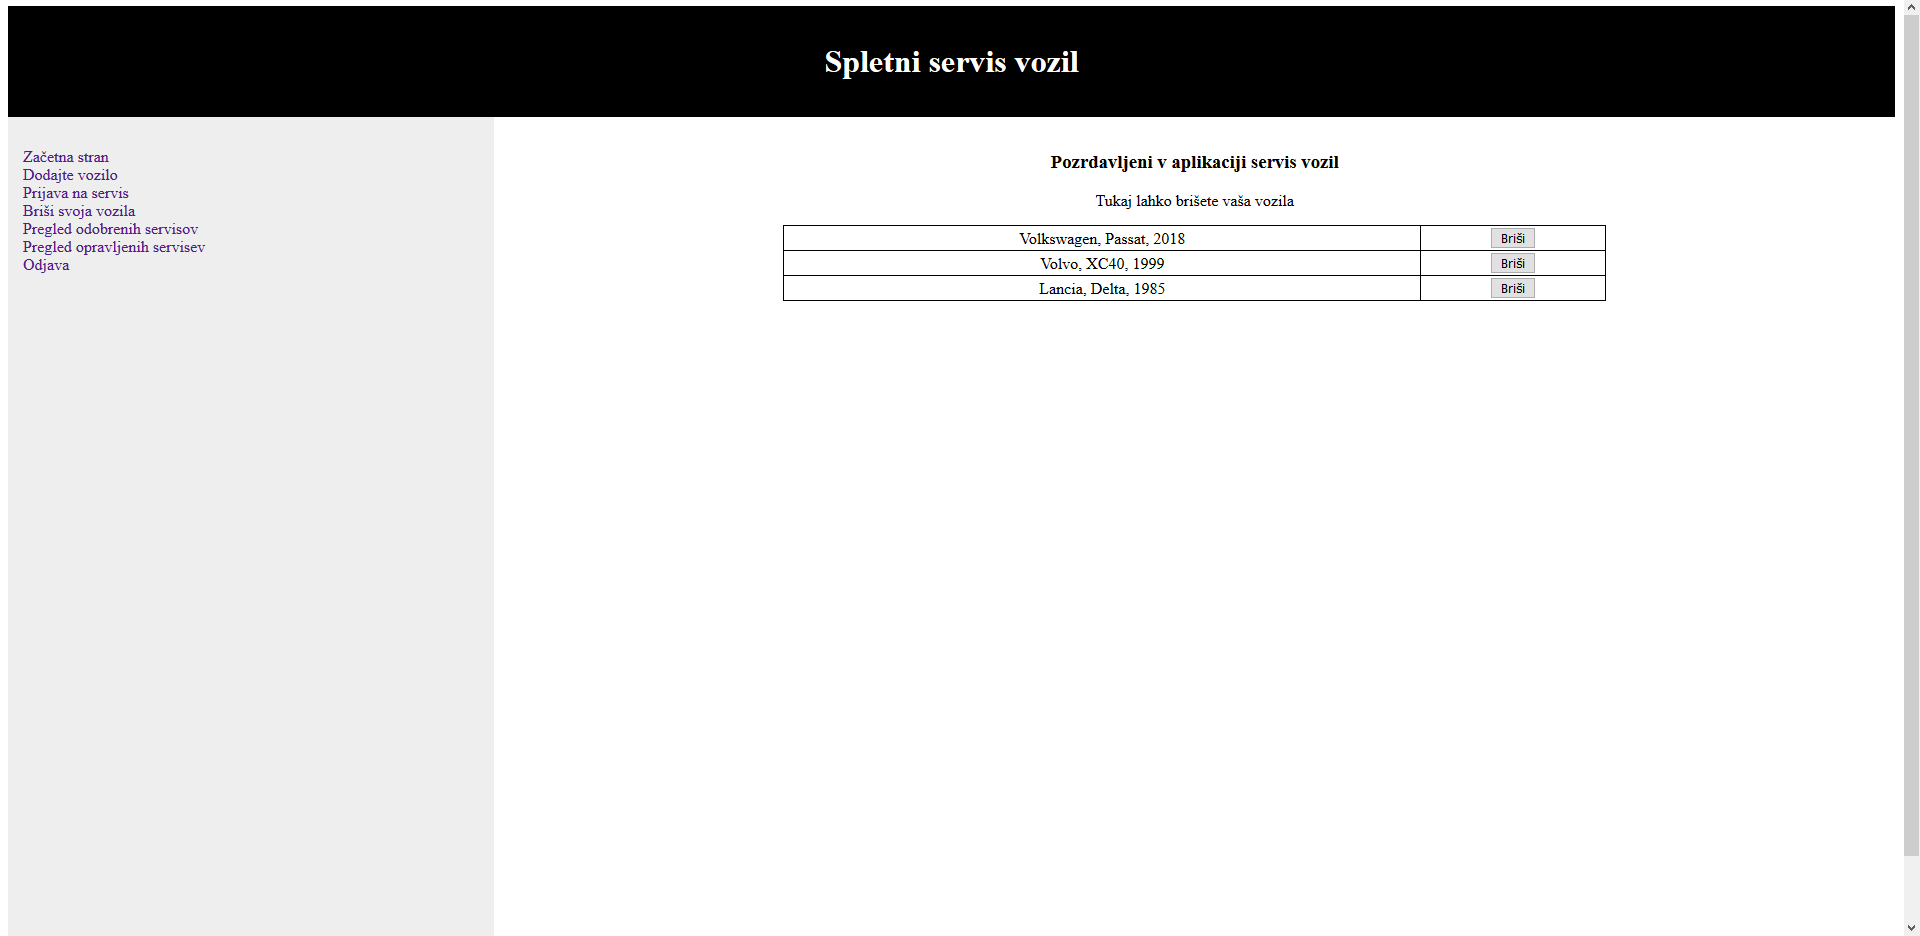 Spletni servis vozil
Začetna stran
Dodajte vozilo
Prijava na servis
Briši svoja vozila
Pregled odobrenih servisov
Pregled opravljenih servisev
Odjava
Pozrdavljeni v aplikaciji servis vozil
Tukaj lahko brišete vaša vozila
Volkswagen, Passat, 2018 Briši
Volvo, XC40, 1999 Briši
Lancia, Delta, 1985 Briši